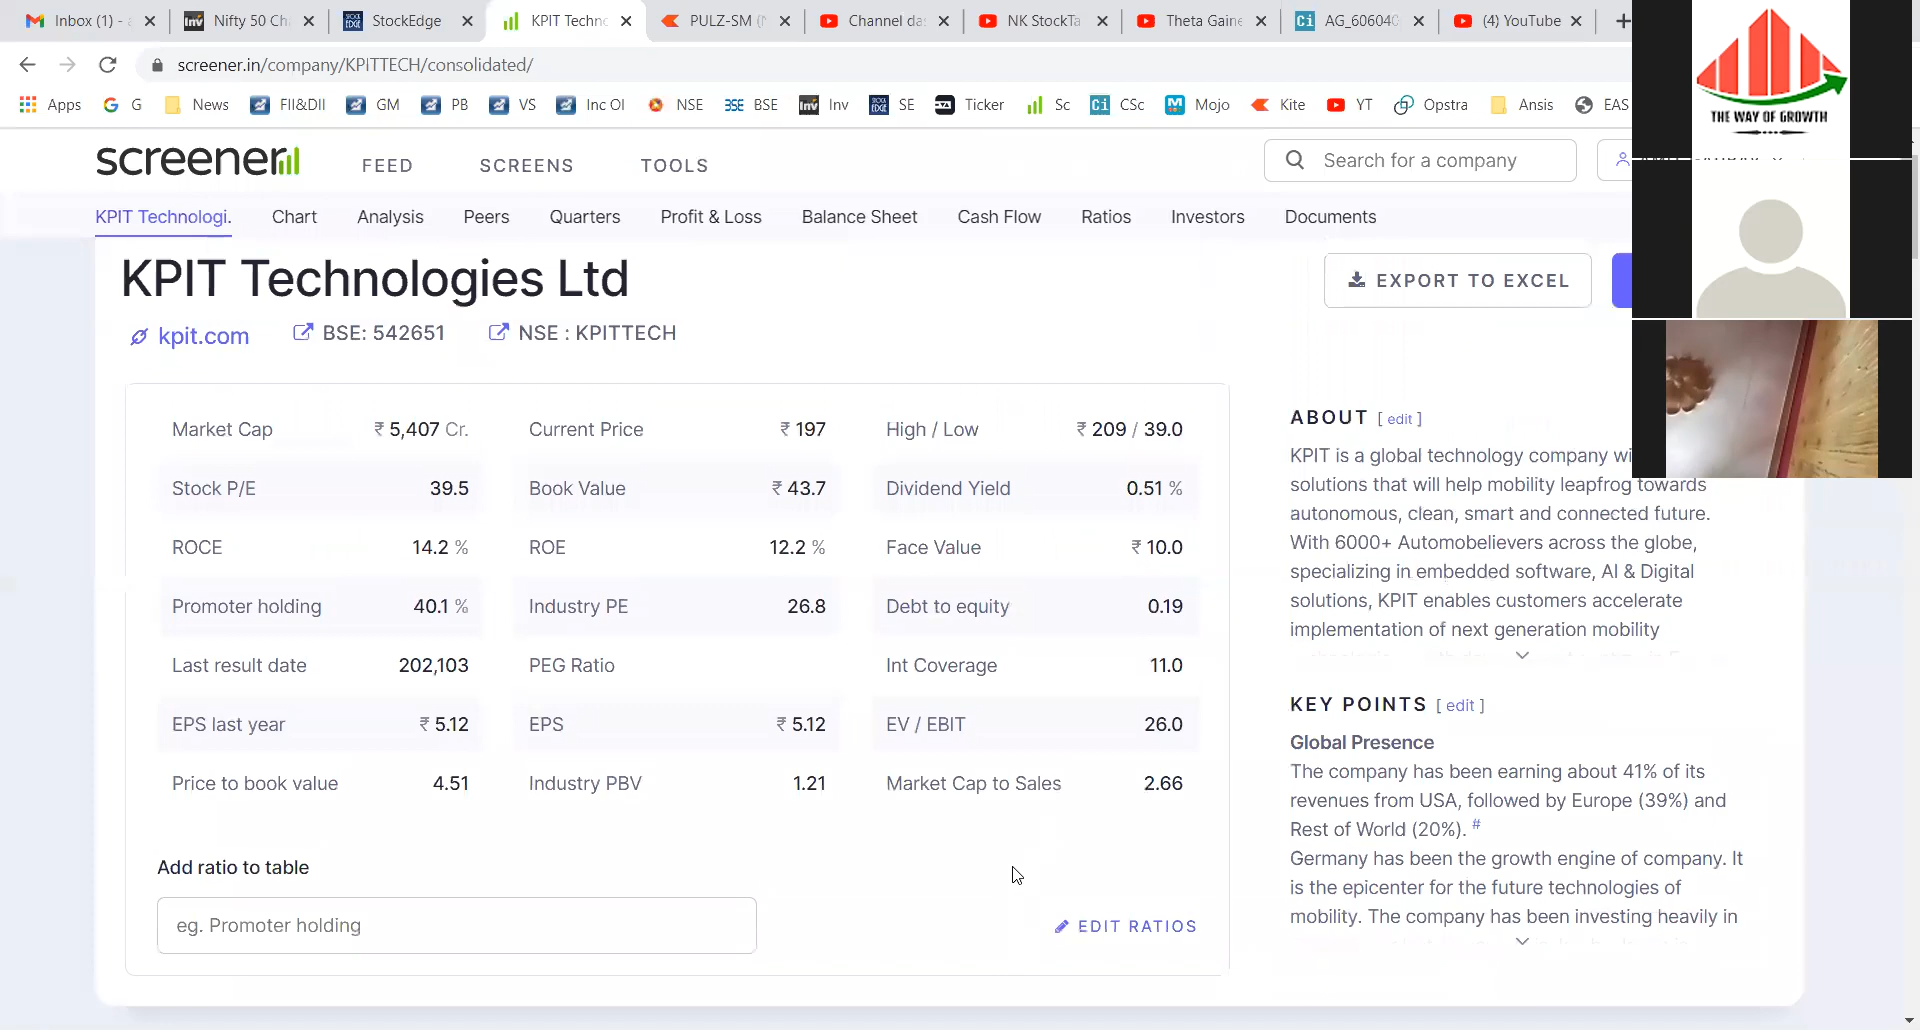 Inbox (1) - a
Nifty 50 Ch
StockEdge
KPIT Techno
PULZ-SM (N
Channel das
NK StockTa
Theta Gaine
AG_606040
(4) YouTube
screener.in/company/KPITTECH/consolidated/
Apps
G
News
FII&DII
GM
PB
VS
Inc OI
NSE
BSE
Inv
SE
Ticker
Sc
CSc
Mojo
Kite
YT
Opstra
Ansis
EAS
THE WAY OF GROWTH
screener
FEED
SCREENS
TOOLS
Search for a company
KPIT Technologi.
Chart
Analysis
Peers
Quarters
Profit & Loss
Balance Sheet
Cash Flow
Ratios
Investors
Documents
KPIT Technologies Ltd
EXPORT TO EXCEL
kpit.com
BSE: 542651
NSE : KPITTECH
Market Cap ₹ 5,407 Cr.
Current Price ₹ 197
High / Low ₹ 209 / 39.0
Stock P/E 39.5
Book Value ₹ 43.7
Dividend Yield 0.51 %
ROCE 14.2 %
ROE 12.2 %
Face Value ₹ 10.0
Promoter holding 40.1 %
Industry PE 26.8
Debt to equity 0.19
Last result date 202,103
PEG Ratio
Int Coverage 11.0
EPS last year ₹ 5.12
EPS ₹ 5.12
EV / EBIT 26.0
Price to book value 4.51
Industry PBV 1.21
Market Cap to Sales 2.66
Add ratio to table
eg. Promoter holding
EDIT RATIOS
ABOUT [ edit ]
KPIT is a global technology company wi
solutions that will help mobility leapfrog towards
autonomous, clean, smart and connected future.
With 6000+ Automobelievers across the globe,
specializing in embedded software, AI & Digital
solutions, KPIT enables customers accelerate
implementation of next generation mobility
KEY POINTS [ edit ]
Global Presence
The company has been earning about 41% of its
revenues from USA, followed by Europe (39%) and
Rest of World (20%). #
Germany has been the growth engine of company. It
is the epicenter for the future technologies of
mobility. The company has been investing heavily in